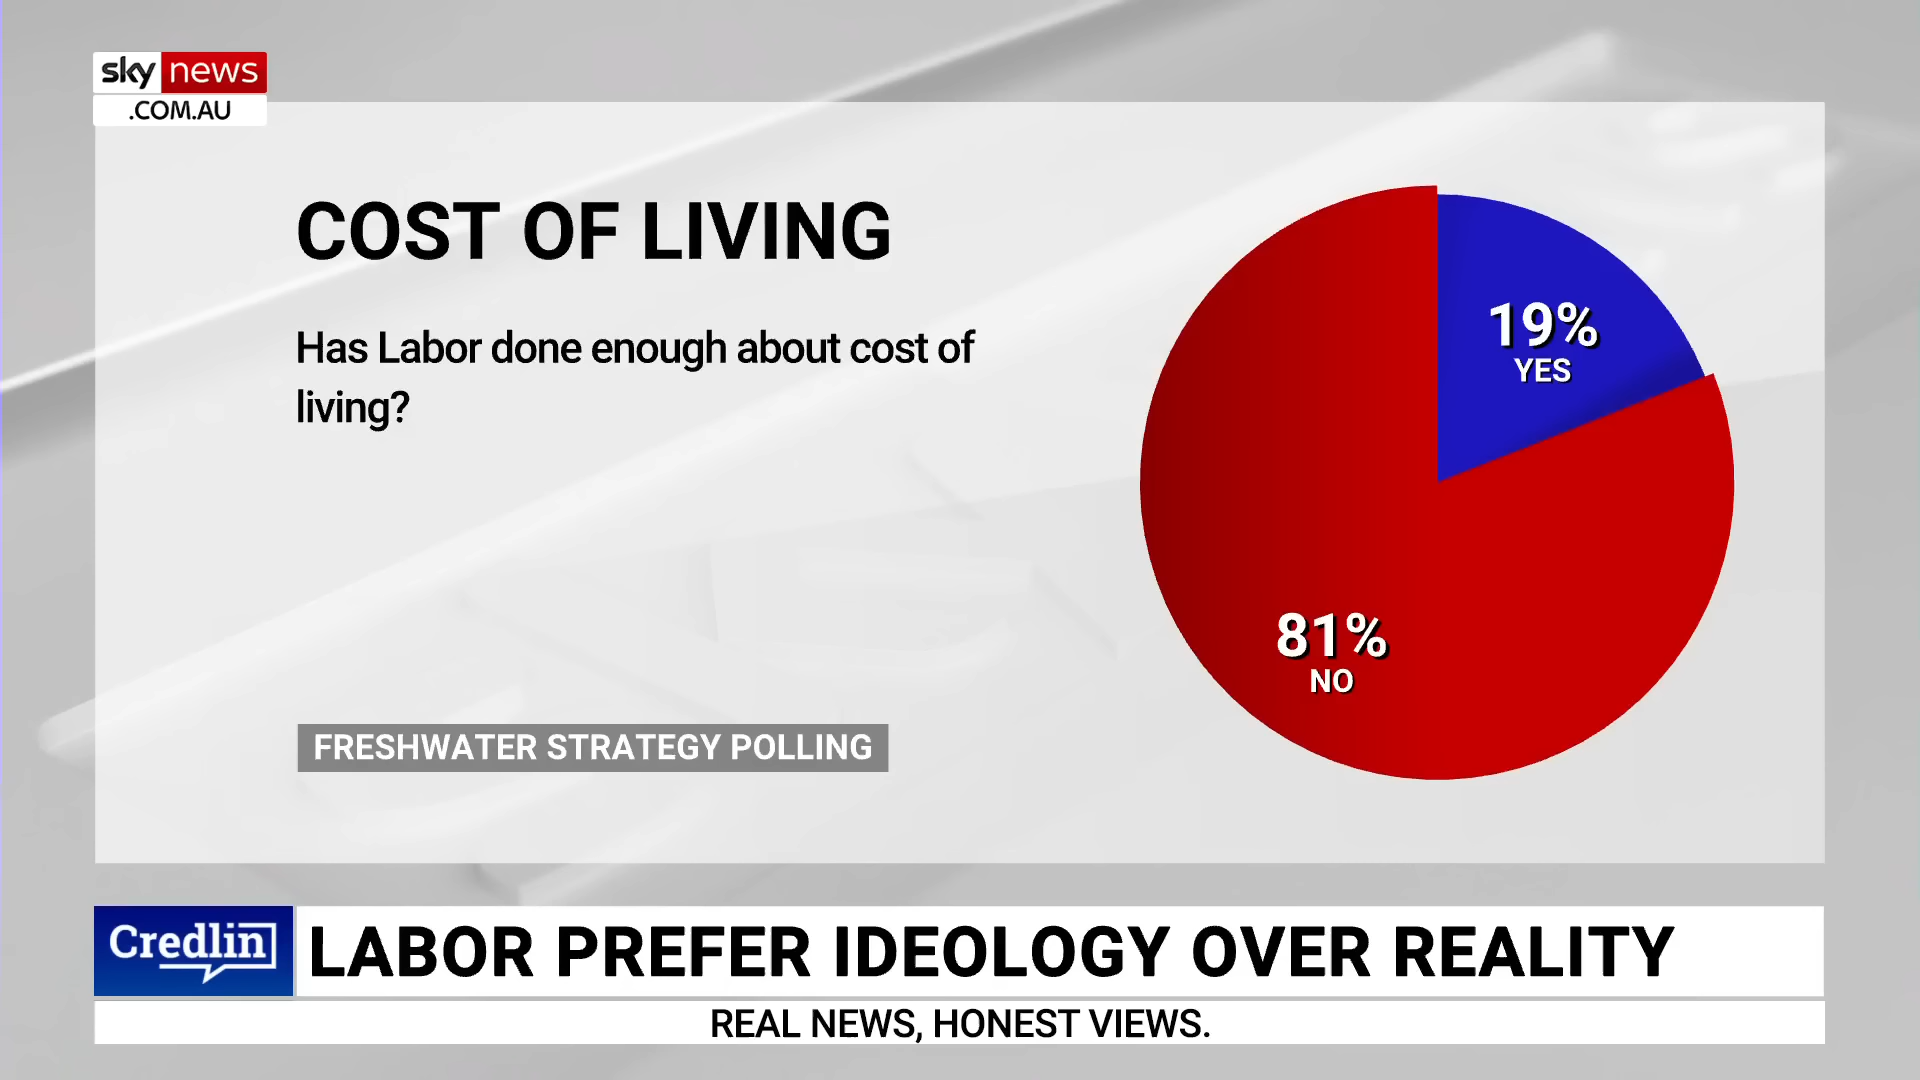 sky news
.COM.AU
COST OF LIVING
Has Labor done enough about cost of
living?
19%
YES
81%
NO
FRESHWATER STRATEGY POLLING
Credlin
LABOR PREFER IDEOLOGY OVER REALITY
REAL NEWS, HONEST VIEWS.